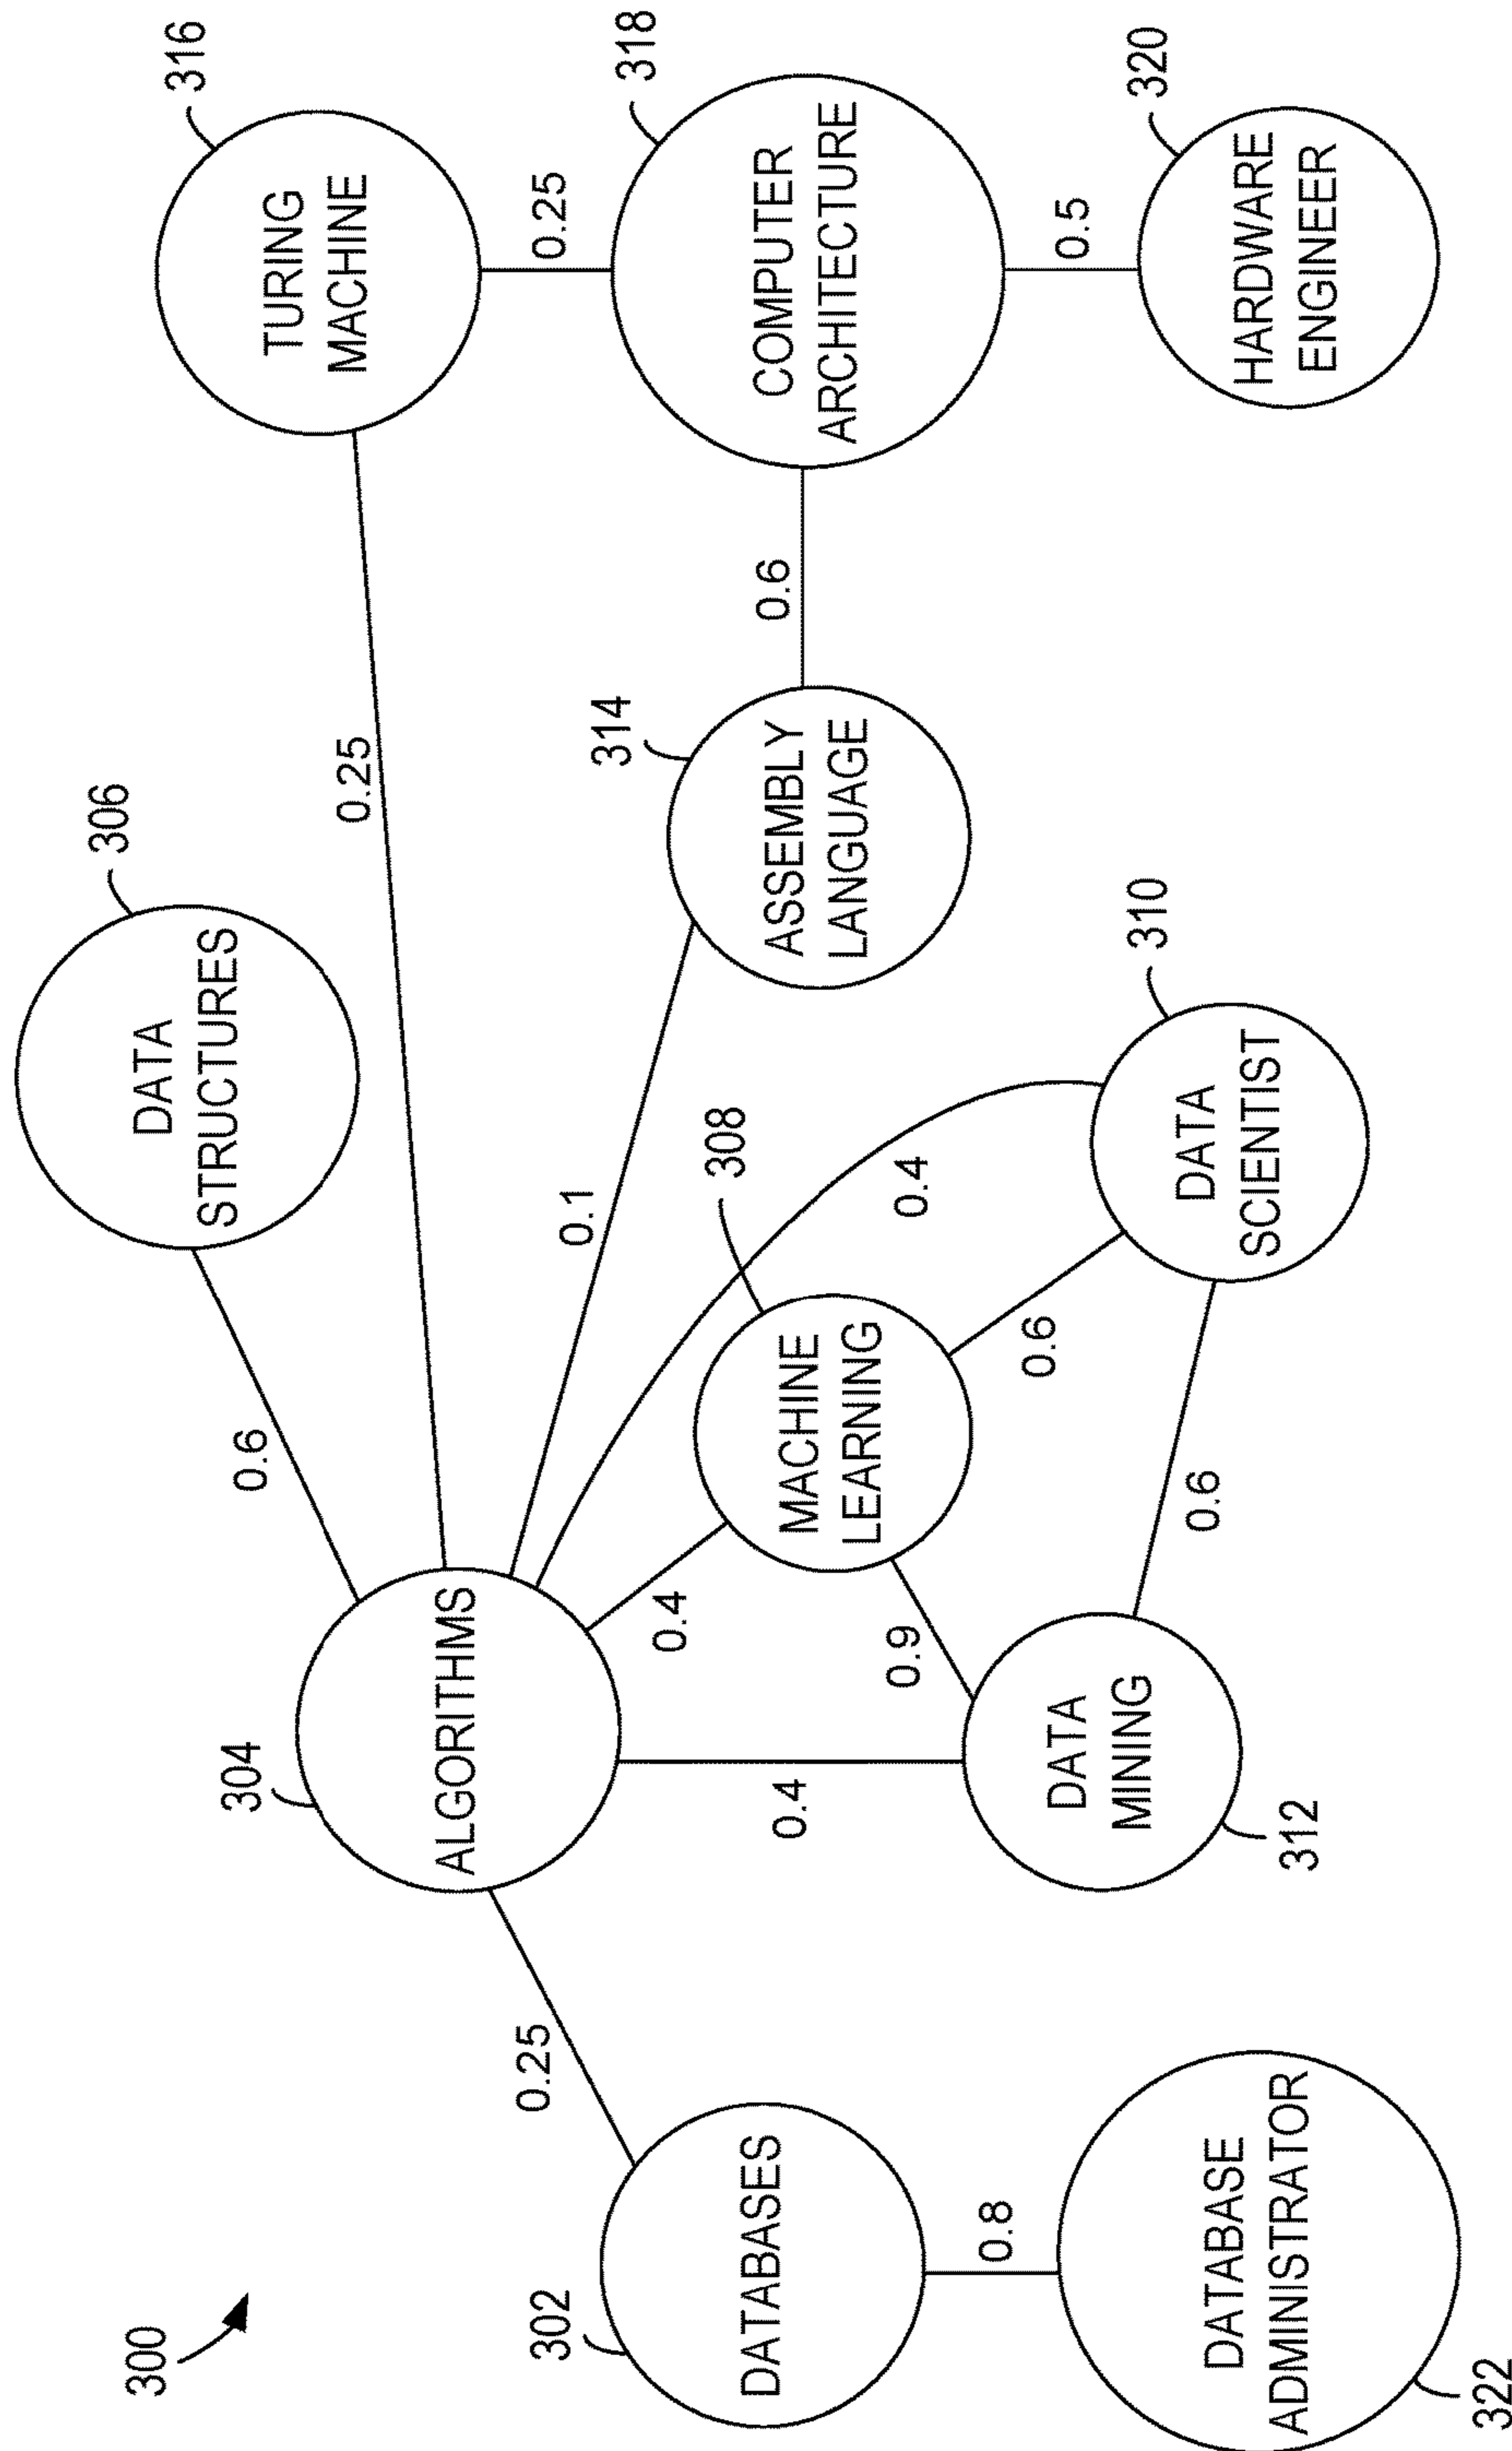 300
302
DATABASES
0.8
DATABASE
ADMINISTRATOR
322
0.25
304
ALGORITHMS
0.6
DATA
STRUCTURES
306
0.25
TURING
MACHINE
316
0.25
0.1
ASSEMBLY
LANGUAGE
314
0.6
COMPUTER
ARCHITECTURE
318
0.5
HARDWARE
ENGINEER
320
0.4
0.4
MACHINE
LEARNING
308
0.4
0.9
DATA
MINING
312
0.6
0.6
DATA
SCIENTIST
310